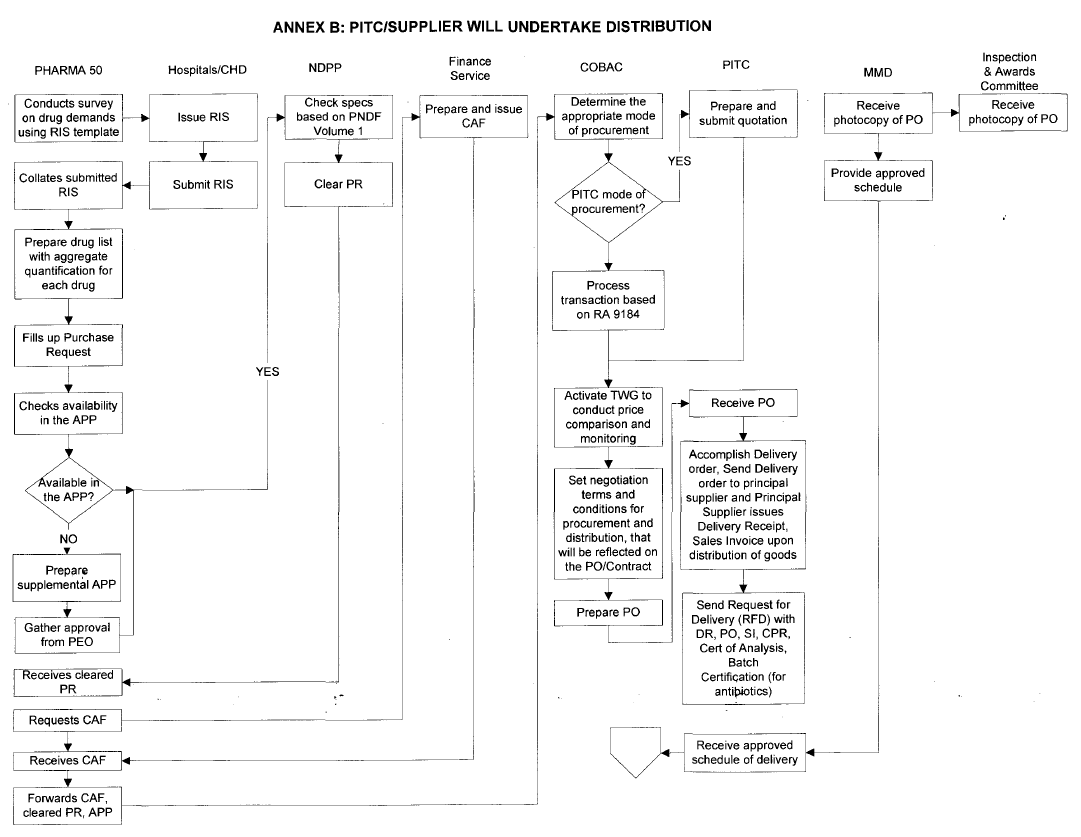 ANNEX B: PITC/SUPPLIER WILL UNDERTAKE DISTRIBUTION
PHARMA 50
Conducts survey
on drug demands
using RIS template
Collates submitted
RIS
Prepare drug list
with aggregate
quantification for
each drug
Fills up Purchase
Request
Checks availability
in the APP
Available in
the APP?
YES
NO
Prepare
supplemental APP
Gather approval
from PEO
Receives cleared
PR
Requests CAF
Receives CAF
Forwards CAF,
cleared PR, APP
Hospitals/CHD
Issue RIS
Submit RIS
NDPP
Check specs
based on PNDF
Volume 1
Clear PR
Finance
Service
Prepare and issue
CAF
COBAC
Determine the
appropriate mode
of procurement
PITC mode of
procurement?
YES
Process
transaction based
on RA 9184
Activate TWG to
conduct price
comparison and
monitoring
Set negotiation
terms and
conditions for
procurement and
distribution, that
will be reflected on
the PO/Contract
Prepare PO
PITC
Prepare and
submit quotation
Receive PO
Accomplish Delivery
order, Send Delivery
order to principal
supplier and Principal
Supplier issues
Delivery Receipt,
Sales Invoice upon
distribution of goods
Send Request for
Delivery (RFD) with
DR, PO, SI, CPR,
Cert of Analysis,
Batch
Certification (for
antibiotics)
Receive approved
schedule of delivery
MMD
Receive
photocopy of PO
Provide approved
schedule
Inspection
& Awards
Committee
Receive
photocopy of PO